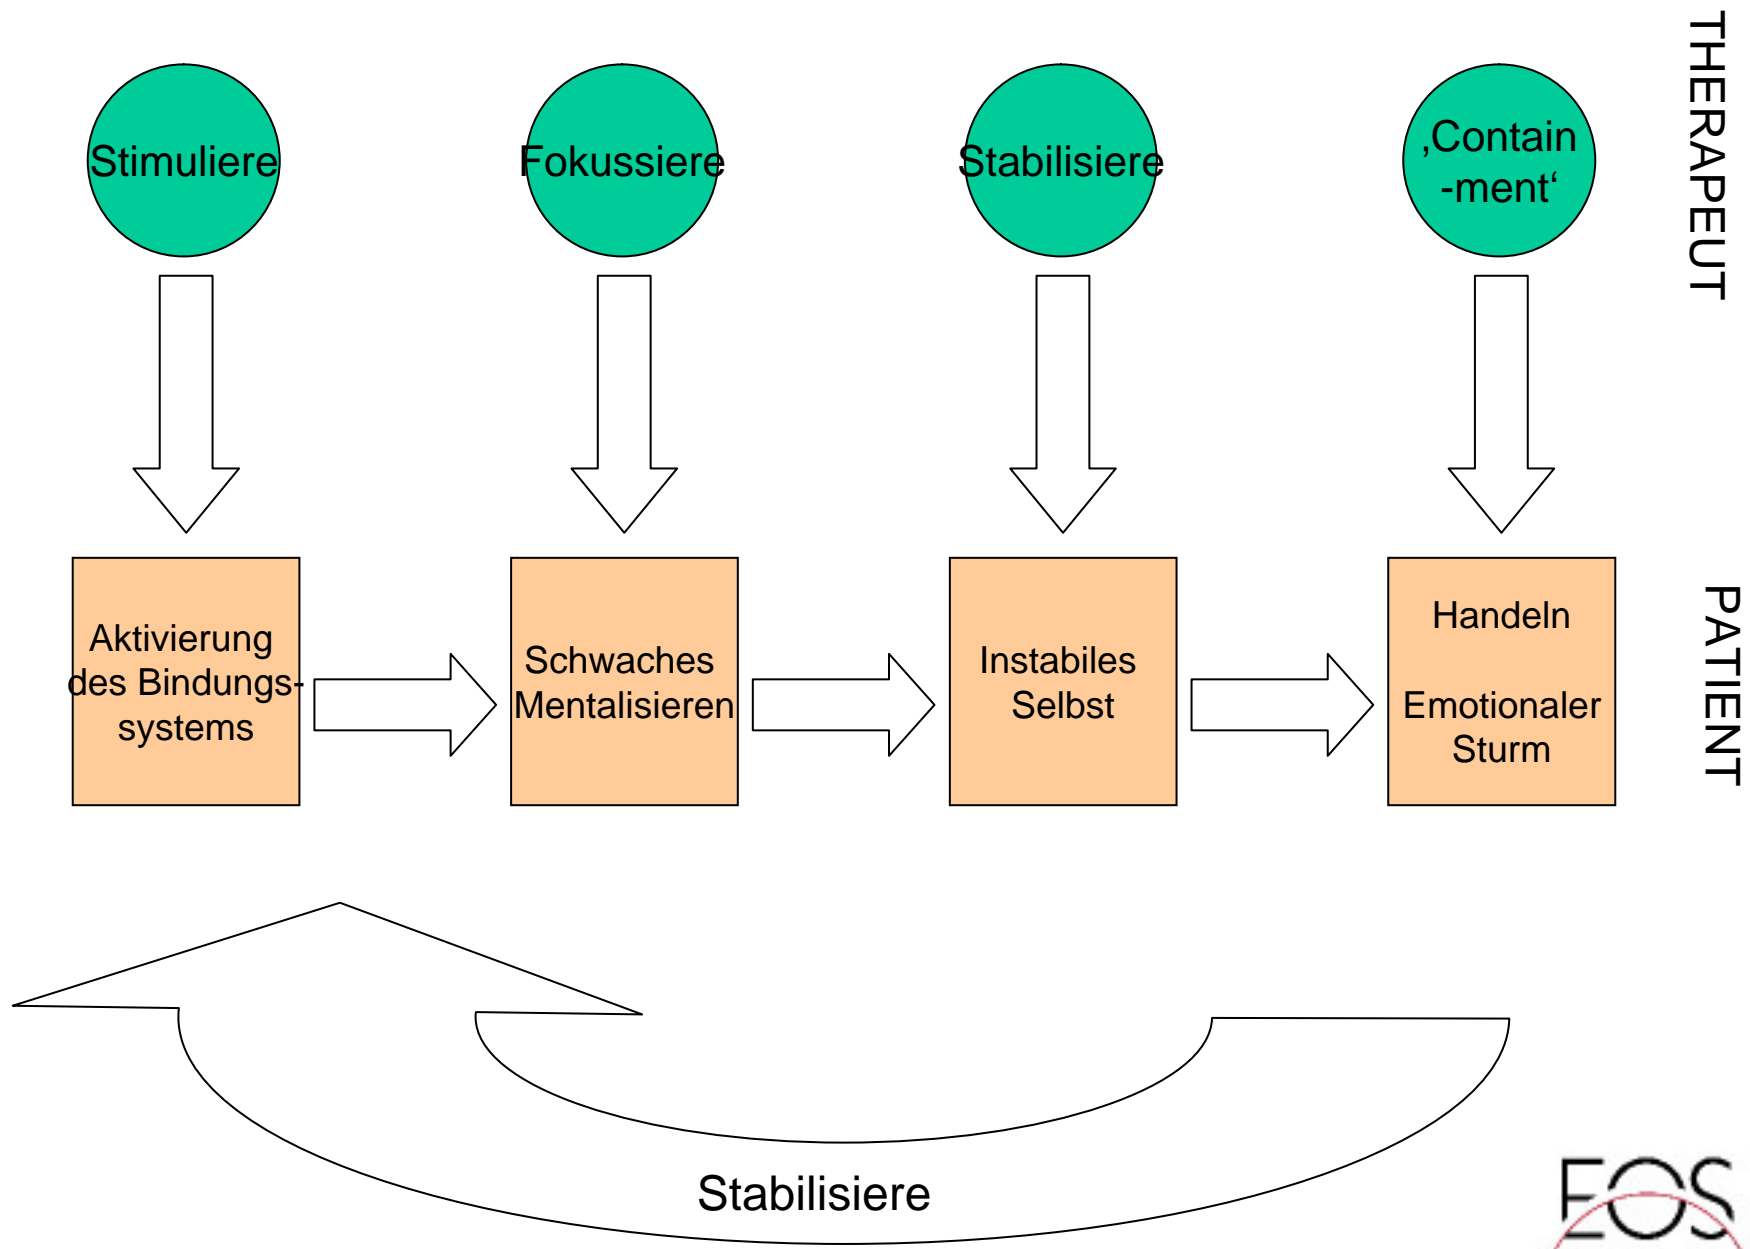 Stimuliere
Fokussiere
Stabilisiere
‚Contain
-ment‘
THERAPEUT
Aktivierung
des Bindungs-
systems
Schwaches
Mentalisieren
Instabiles
Selbst
Handeln
Emotionaler
Sturm
PATIENT
Stabilisiere
EOS